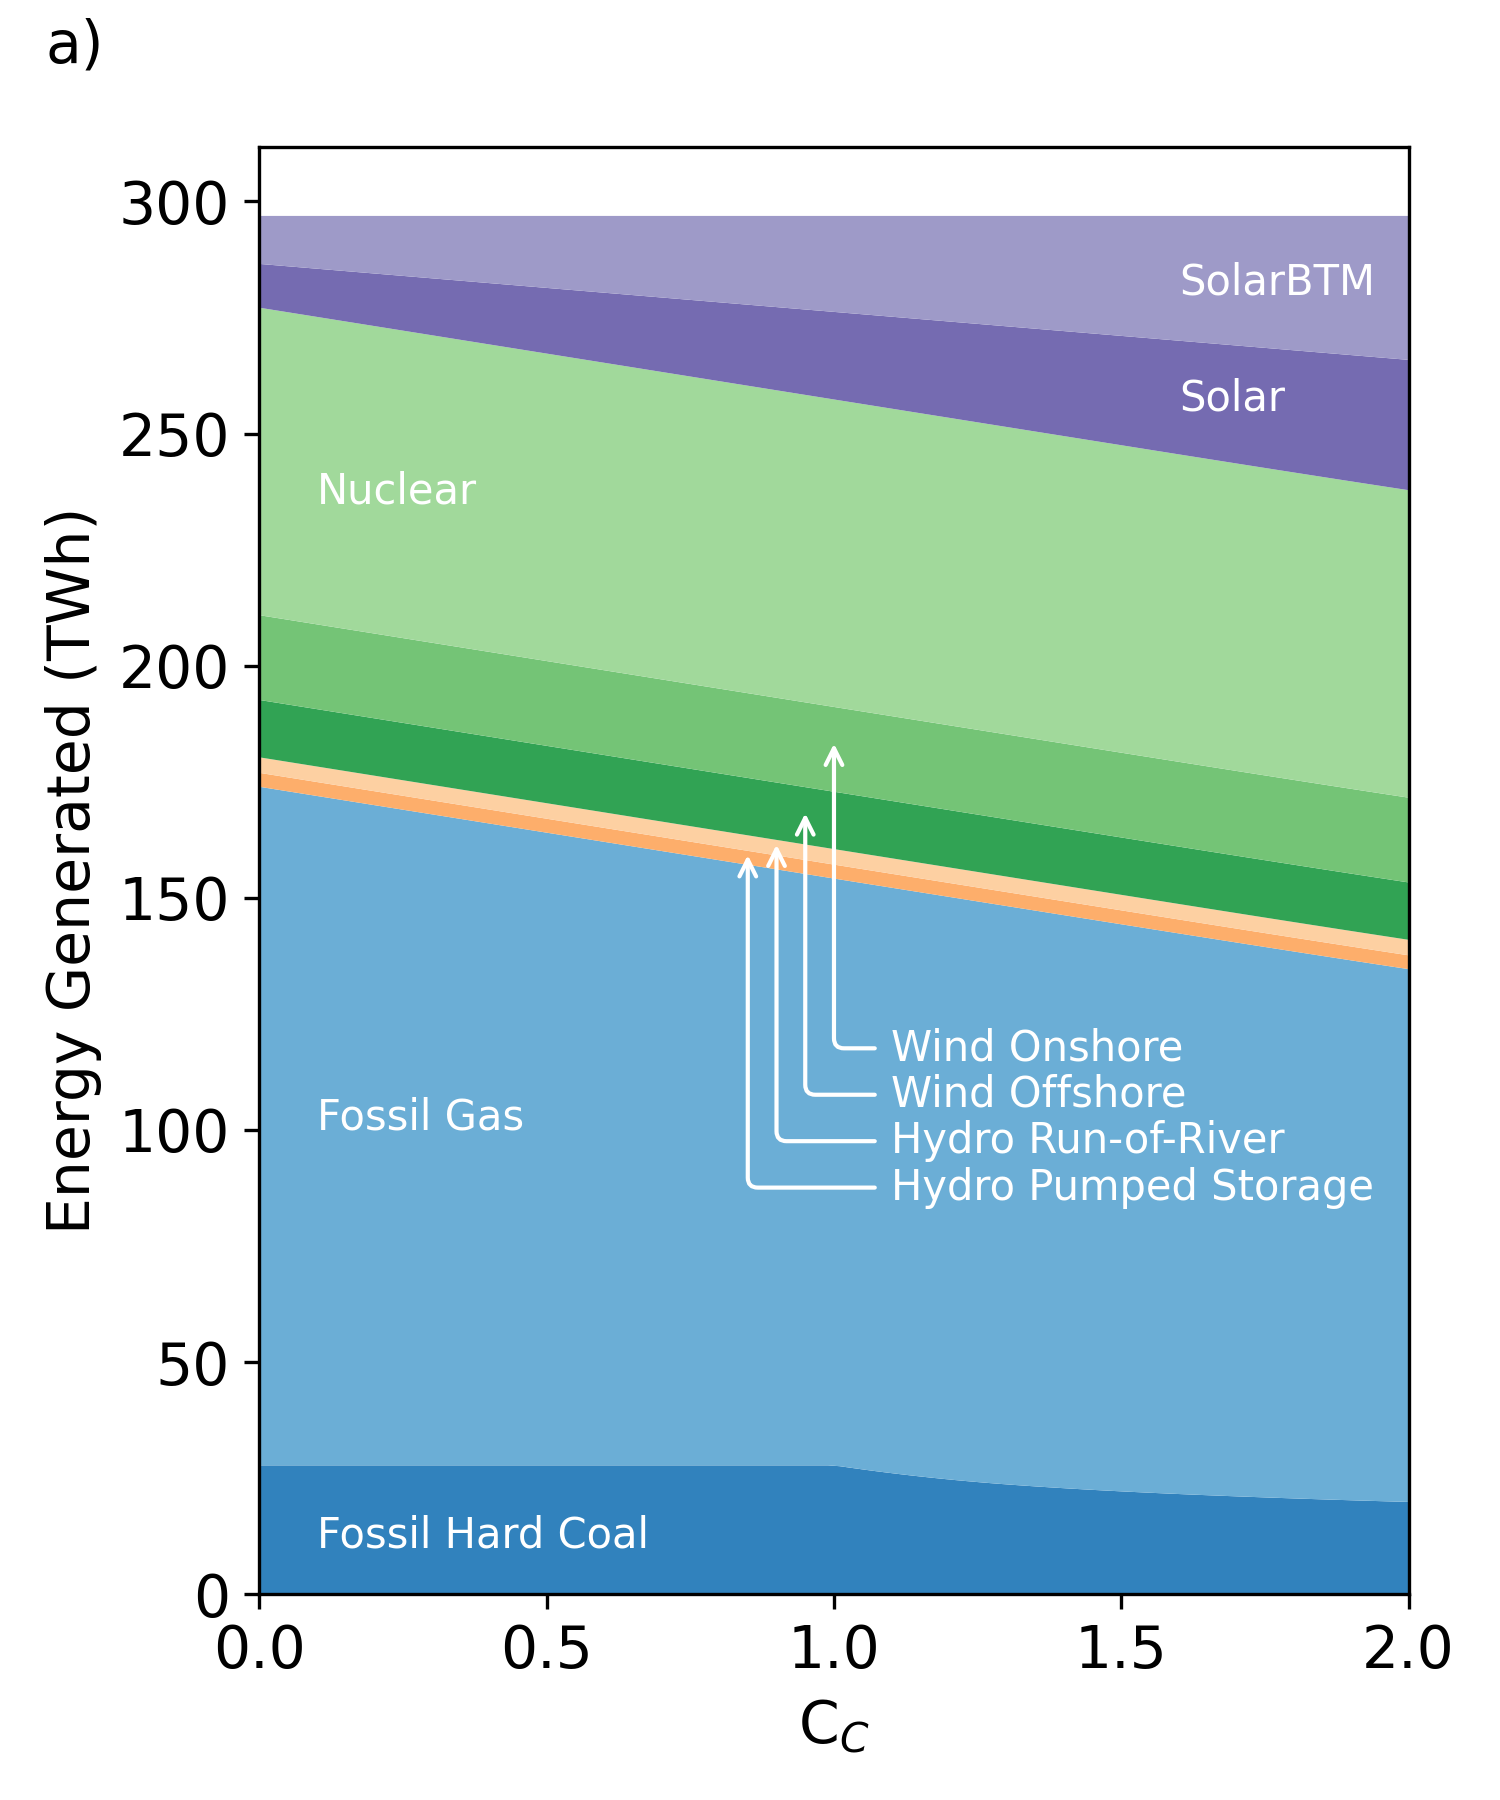 a)
300
250
200
150
100
50
0
Energy Generated (TWh)
SolarBTM
Solar
Nuclear
Wind Onshore
Wind Offshore
Hydro Run-of-River
Hydro Pumped Storage
Fossil Gas
Fossil Hard Coal
0.0 0.5 1.0 1.5 2.0
C_C